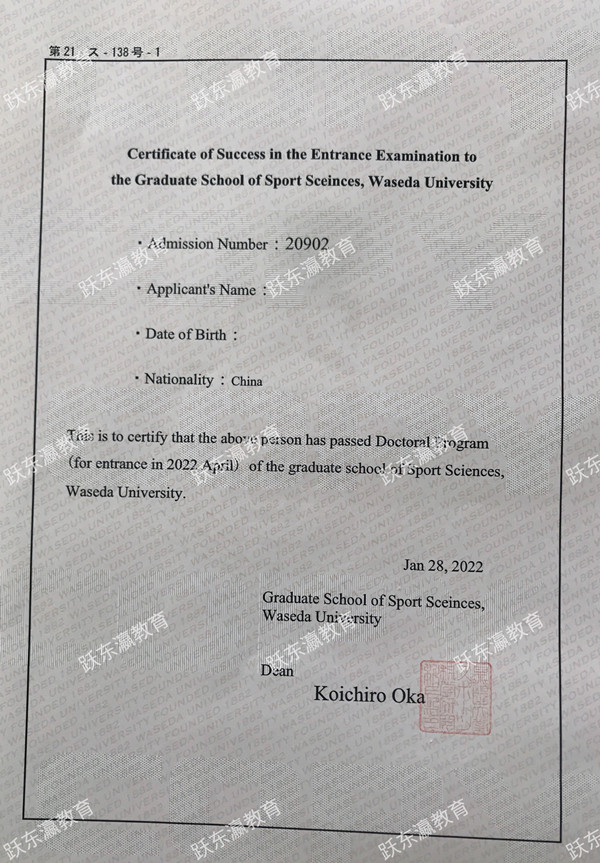 第21 ス-138号-1
Certificate of Success in the Entrance Examination to
the Graduate School of Sport Sceinces, Waseda University
・Admission Number：20902
・Applicant's Name：
・Date of Birth：
・Nationality：China
This is to certify that the above person has passed Doctoral Program
(for entrance in 2022 April) of the graduate school of Sport Sciences,
Waseda University.
Jan 28, 2022
Graduate School of Sport Sceinces,
Waseda University
Dean
Koichiro Oka
跃东瀛教育